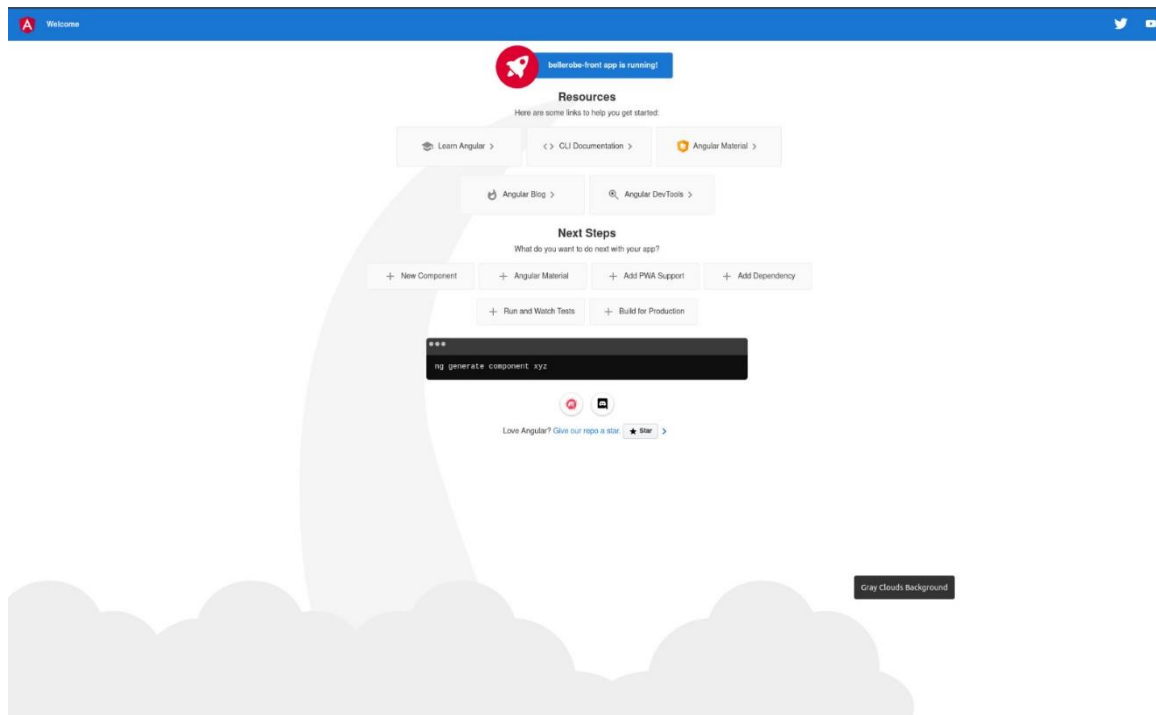 Welcome
bellerobe-front app is running!
Resources
Here are some links to help you get started:
Learn Angular
CLI Documentation
Angular Material
Angular Blog
Angular DevTools
Next Steps
What do you want to do next with your app?
New Component
Angular Material
Add PWA Support
Add Dependency
Run and Watch Tests
Build for Production
ng generate component xyz
Love Angular? Give our repo a star. Star
Gray Clouds Background